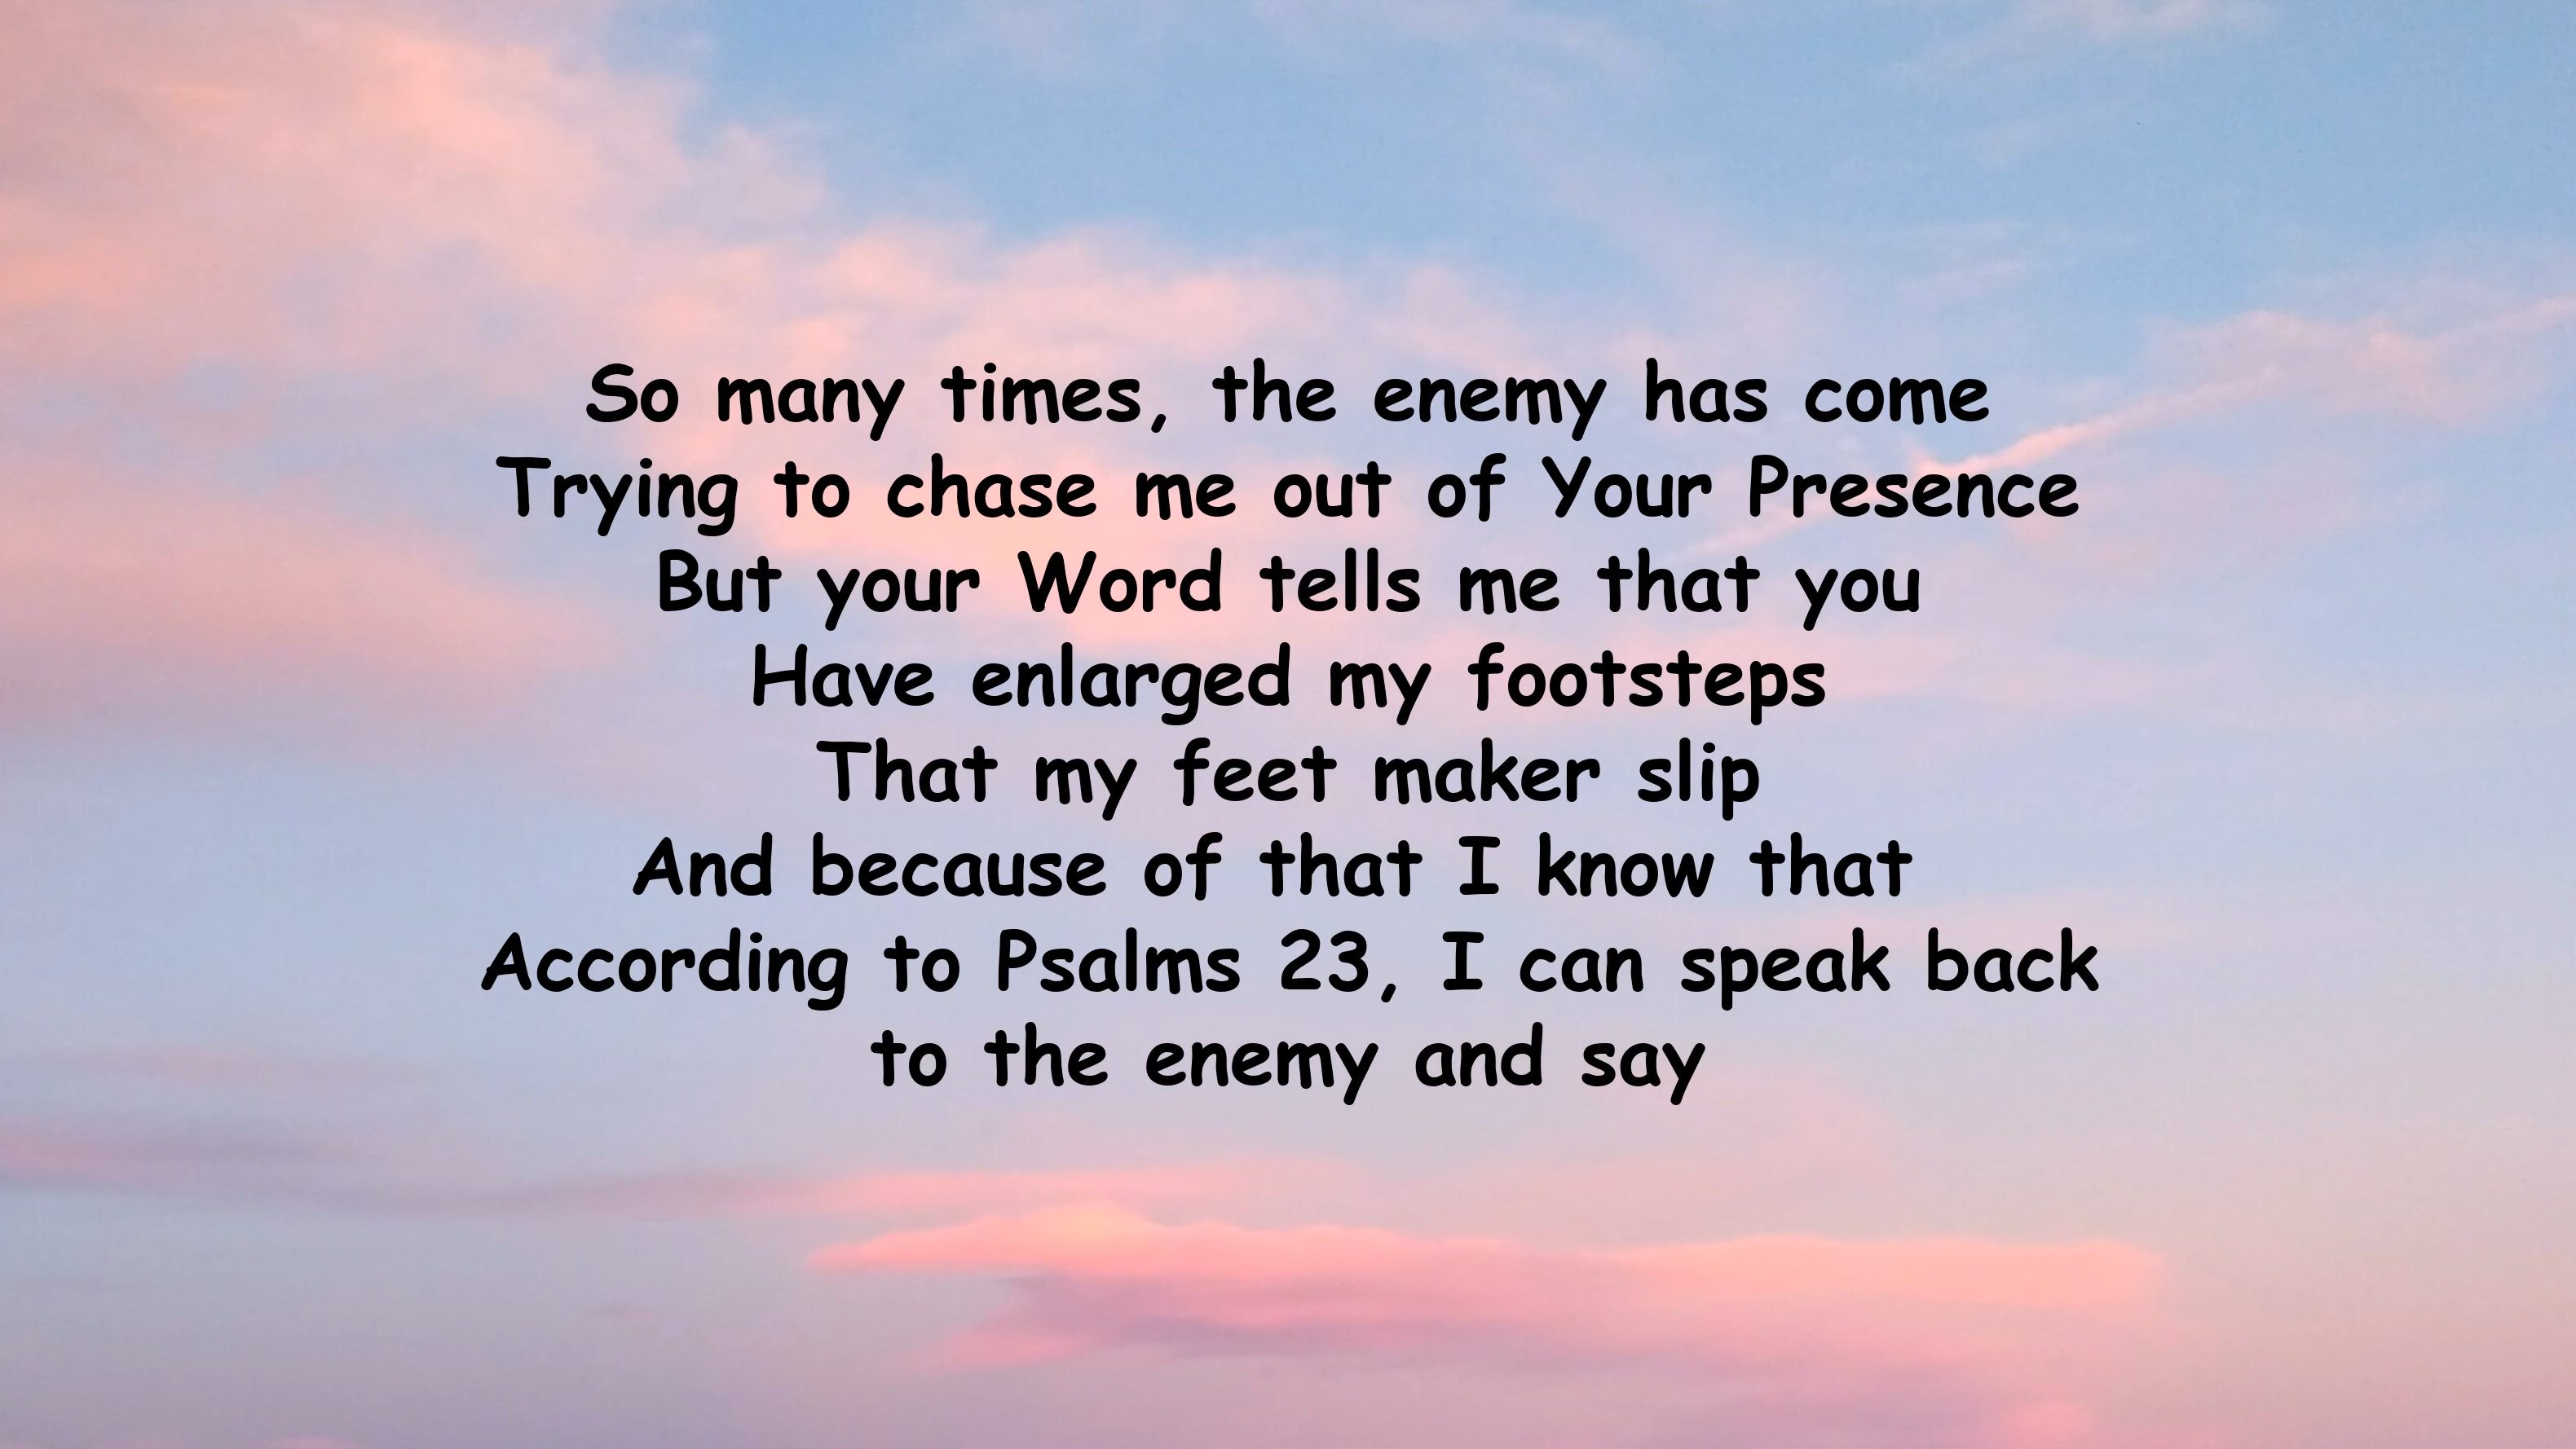 So many times, the enemy has come
Trying to chase me out of Your Presence
But your Word tells me that you
Have enlarged my footsteps
That my feet maker slip
And because of that I know that
According to Psalms 23, I can speak back
to the enemy and say